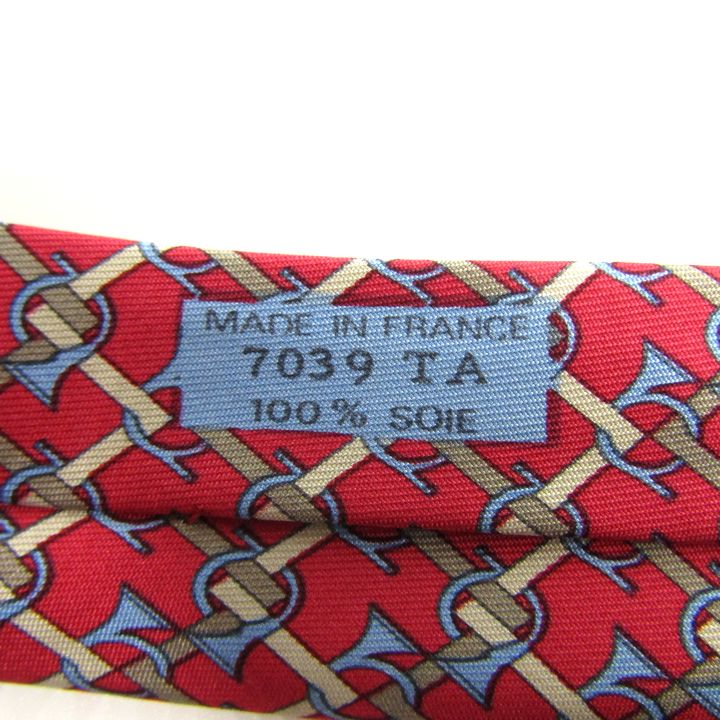 MADE IN FRANCE
7039 TA
100% SOIE